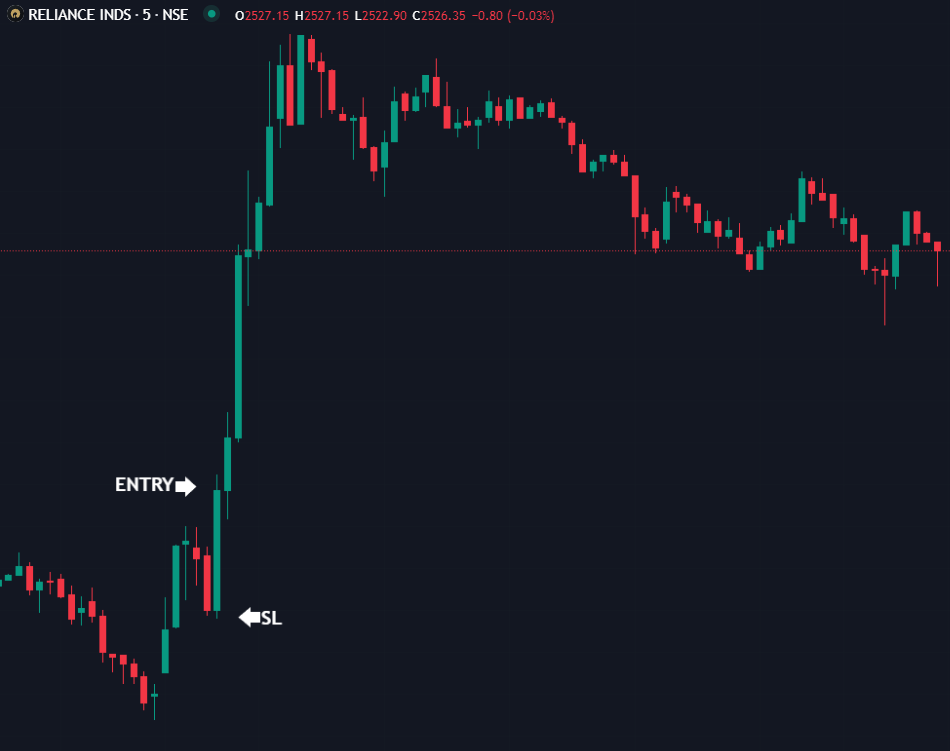 RELIANCE INDS · 5 · NSE O2527.15 H2527.15 L2522.90 C2526.35 −0.80 (−0.03%)
ENTRY
SL